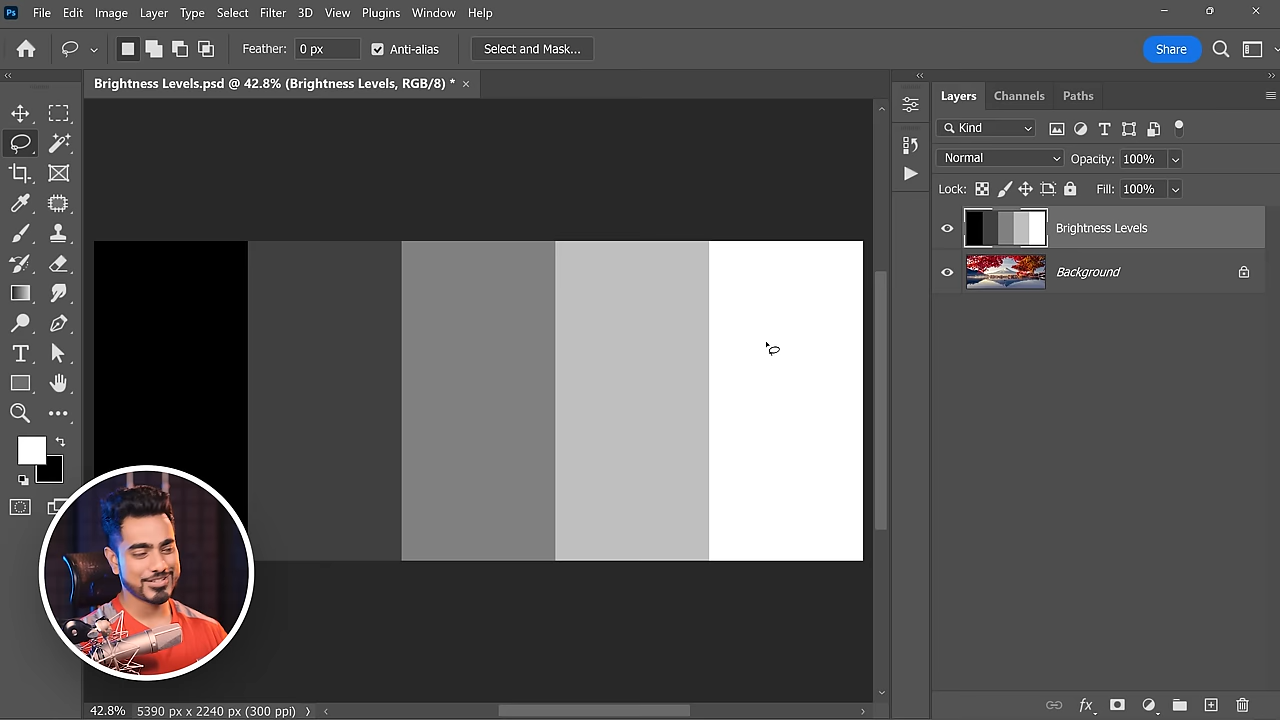 Ps File Edit Image Layer Type Select Filter 3D View Plugins Window Help
Feather: 0 px Anti-alias Select and Mask... Share
Brightness Levels.psd @ 42.8% (Brightness Levels, RGB/8) * ×
Layers Channels Paths
Kind
Normal Opacity: 100%
Lock: Fill: 100%
Brightness Levels
Background
42.8% 5390 px x 2240 px (300 ppi)